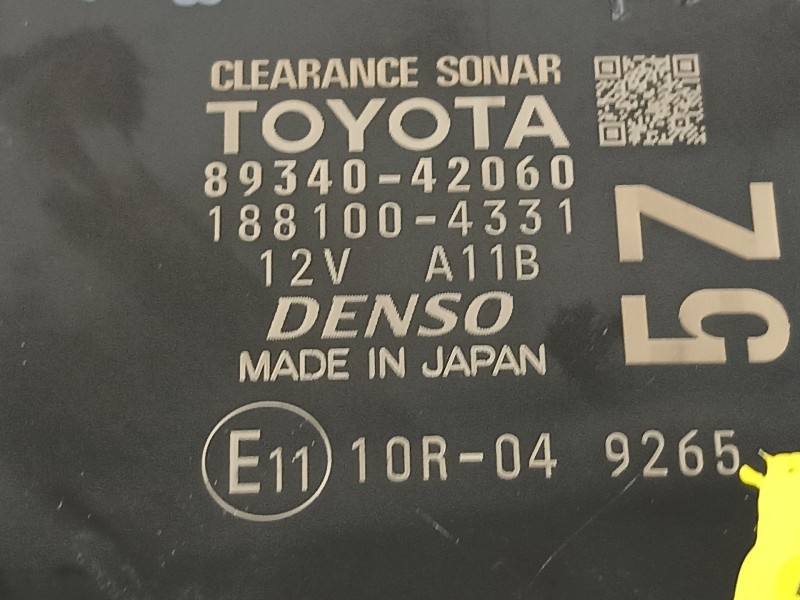 CLEARANCE SONAR
TOYOTA
89340-42060
188100-4331
12V A11B
DENSO
MADE IN JAPAN
E11 10R-04 9265
5Z